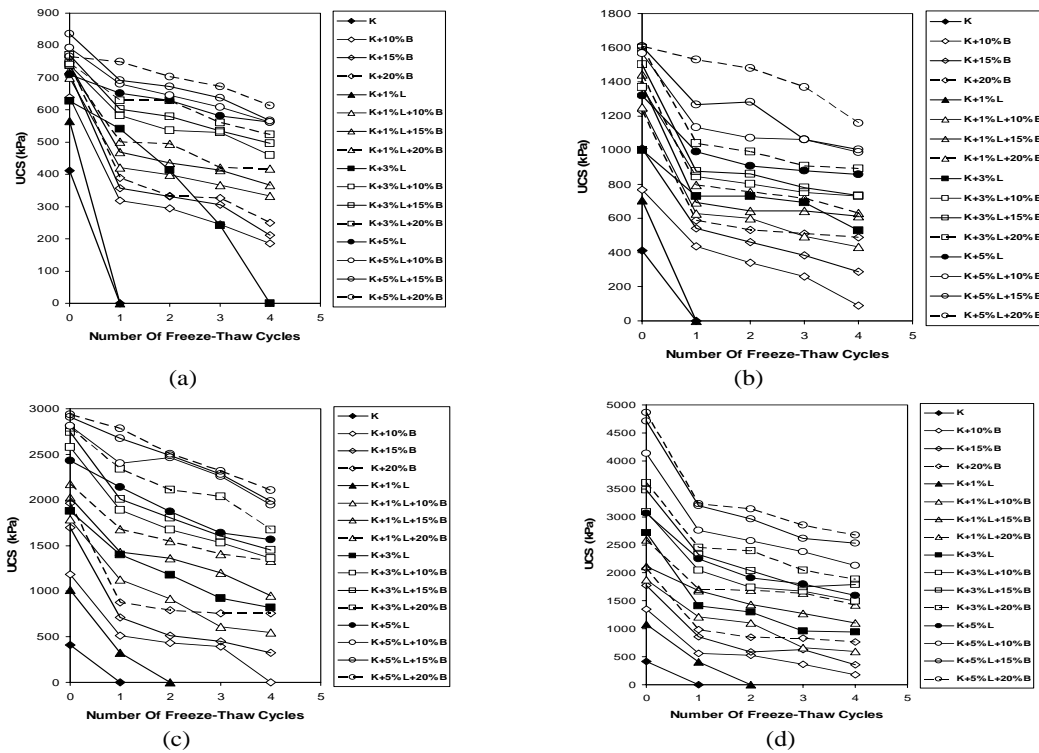 900
800
700
600
500
400
300
200
100
0
UCS (kPa)
0 1 2 3 4 5
Number Of Freeze-Thaw Cycles
K
K+10%B
K+15%B
K+20%B
K+1%L
K+1%L+10%B
K+1%L+15%B
K+1%L+20%B
K+3%L
K+3%L+10%B
K+3%L+15%B
K+3%L+20%B
K+5%L
K+5%L+10%B
K+5%L+15%B
K+5%L+20%B
(a)
1800
1600
1400
1200
1000
800
600
400
200
0
UCS (kPa)
0 1 2 3 4 5
Number Of Freeze-Thaw Cycles
K
K+10%B
K+15%B
K+20%B
K+1%L
K+1%L+10%B
K+1%L+15%B
K+1%L+20%B
K+3%L
K+3%L+10%B
K+3%L+15%B
K+3%L+20%B
K+5%L
K+5%L+10%B
K+5%L+15%B
K+5%L+20%B
(b)
3000
2500
2000
1500
1000
500
0
UCS (kPa)
0 1 2 3 4 5
Number Of Freeze-Thaw Cycles
K
K+10%B
K+15%B
K+20%B
K+1%L
K+1%L+10%B
K+1%L+15%B
K+1%L+20%B
K+3%L
K+3%L+10%B
K+3%L+15%B
K+3%L+20%B
K+5%L
K+5%L+10%B
K+5%L+15%B
K+5%L+20%B
(c)
5000
4500
4000
3500
3000
2500
2000
1500
1000
500
0
UCS (kPa)
0 1 2 3 4 5
Number Of Freeze-Thaw Cycles
K
K+10%B
K+15%B
K+20%B
K+1%L
K+1%L+10%B
K+1%L+15%B
K+1%L+20%B
K+3%L
K+3%L+10%B
K+3%L+15%B
K+3%L+20%B
K+5%L
K+5%L+10%B
K+5%L+15%B
K+5%L+20%B
(d)